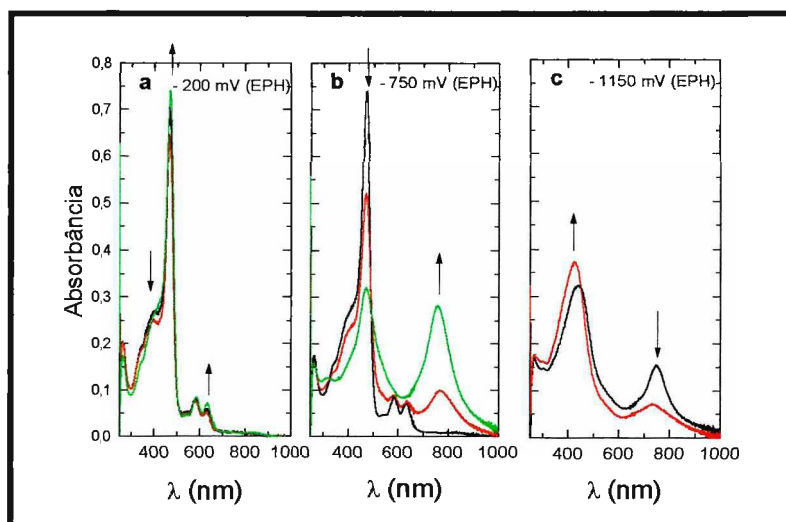 Absorbância
0,8
0,7
0,6
0,5
0,4
0,3
0,2
0,1
0,0
a
- 200 mV (EPH)
400 600 800 1000
λ (nm)
b
- 750 mV (EPH)
400 600 800 1000
λ (nm)
c
- 1150 mV (EPH)
400 600 800 1000
λ (nm)